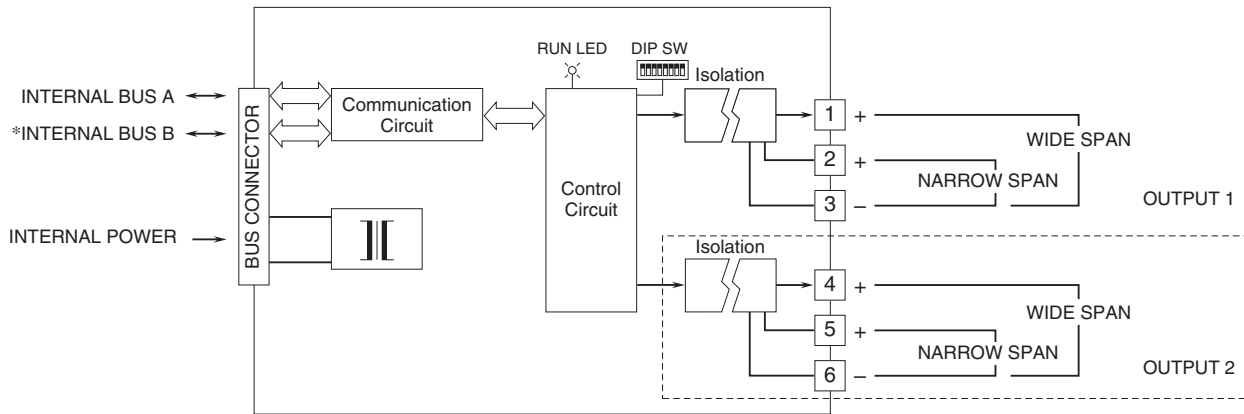 RUN LED
DIP SW
Isolation
INTERNAL BUS A
*INTERNAL BUS B
INTERNAL POWER
BUS CONNECTOR
Communication
Circuit
Control
Circuit
1 +
2 +
3 –
WIDE SPAN
NARROW SPAN
OUTPUT 1
Isolation
4 +
5 +
6 –
WIDE SPAN
NARROW SPAN
OUTPUT 2